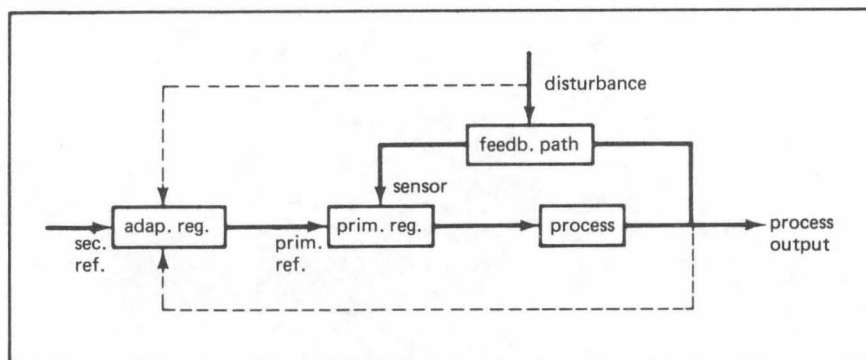 disturbance
feedb. path
sensor
adap. reg.
prim. reg.
process
process
output
sec.
ref.
prim.
ref.